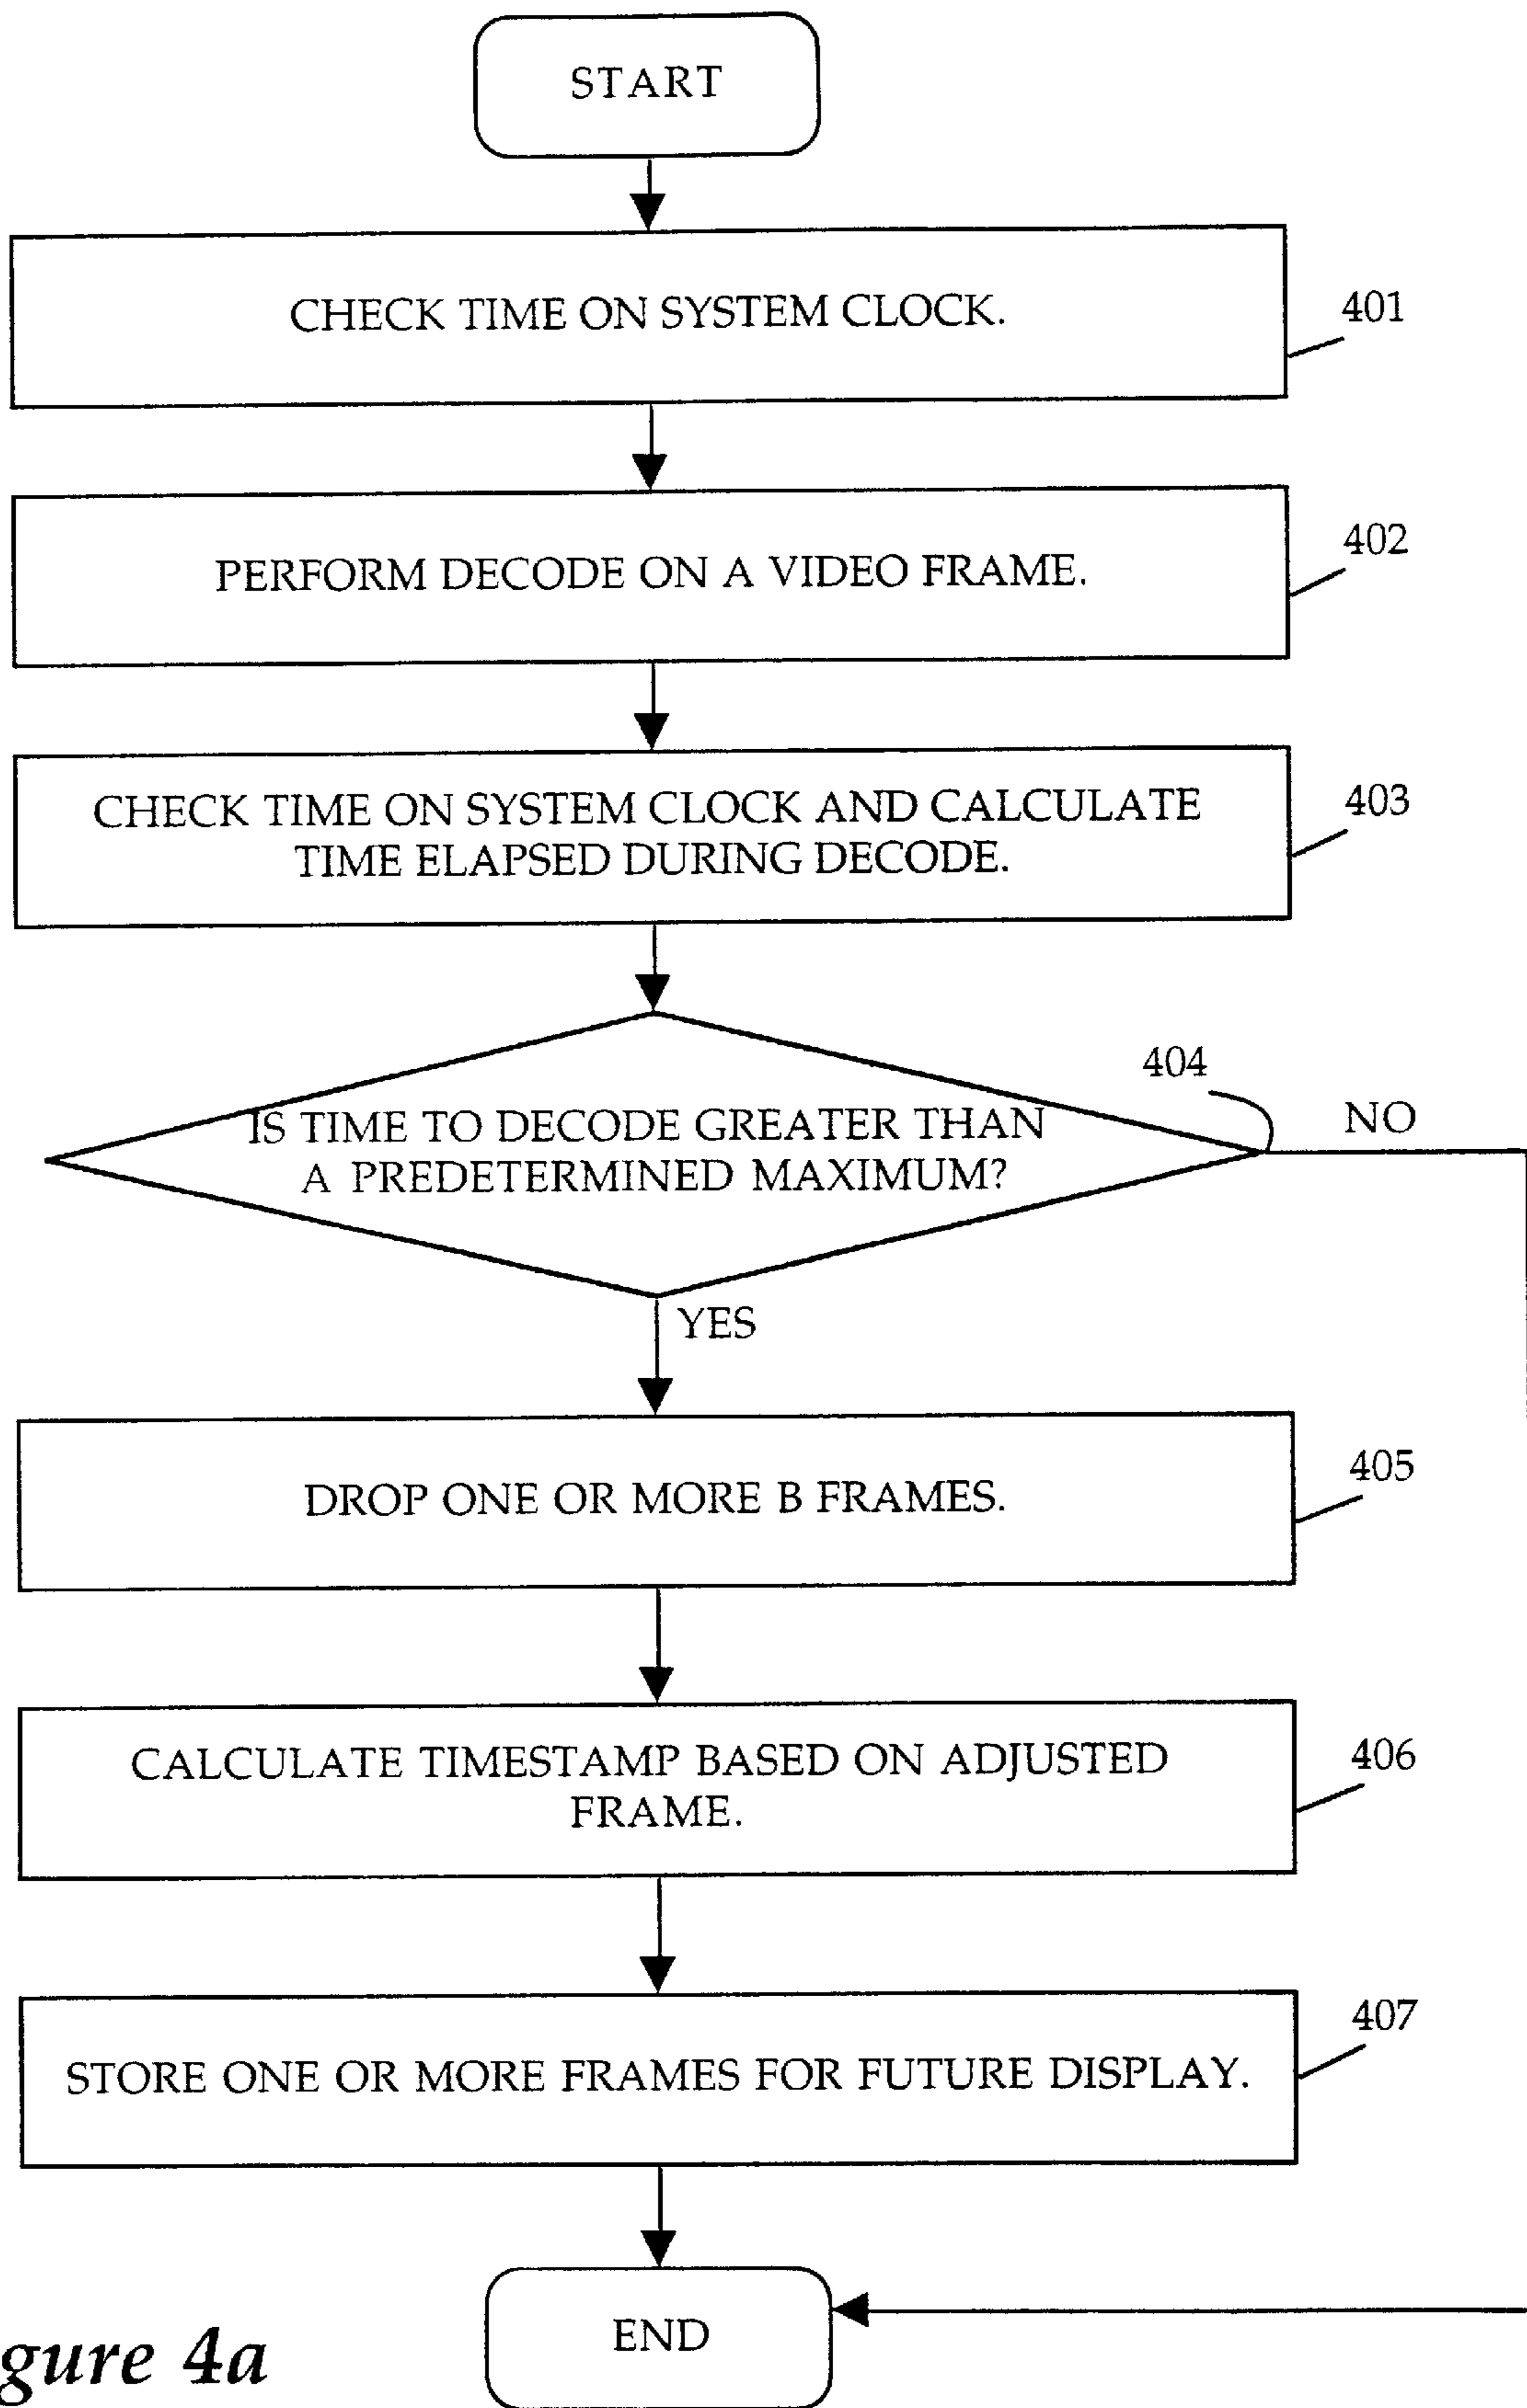 START
CHECK TIME ON SYSTEM CLOCK.
401
PERFORM DECODE ON A VIDEO FRAME.
402
CHECK TIME ON SYSTEM CLOCK AND CALCULATE
TIME ELAPSED DURING DECODE.
403
404
IS TIME TO DECODE GREATER THAN
A PREDETERMINED MAXIMUM?
NO
YES
DROP ONE OR MORE B FRAMES.
405
CALCULATE TIMESTAMP BASED ON ADJUSTED
FRAME.
406
STORE ONE OR MORE FRAMES FOR FUTURE DISPLAY.
407
END
gure 4a